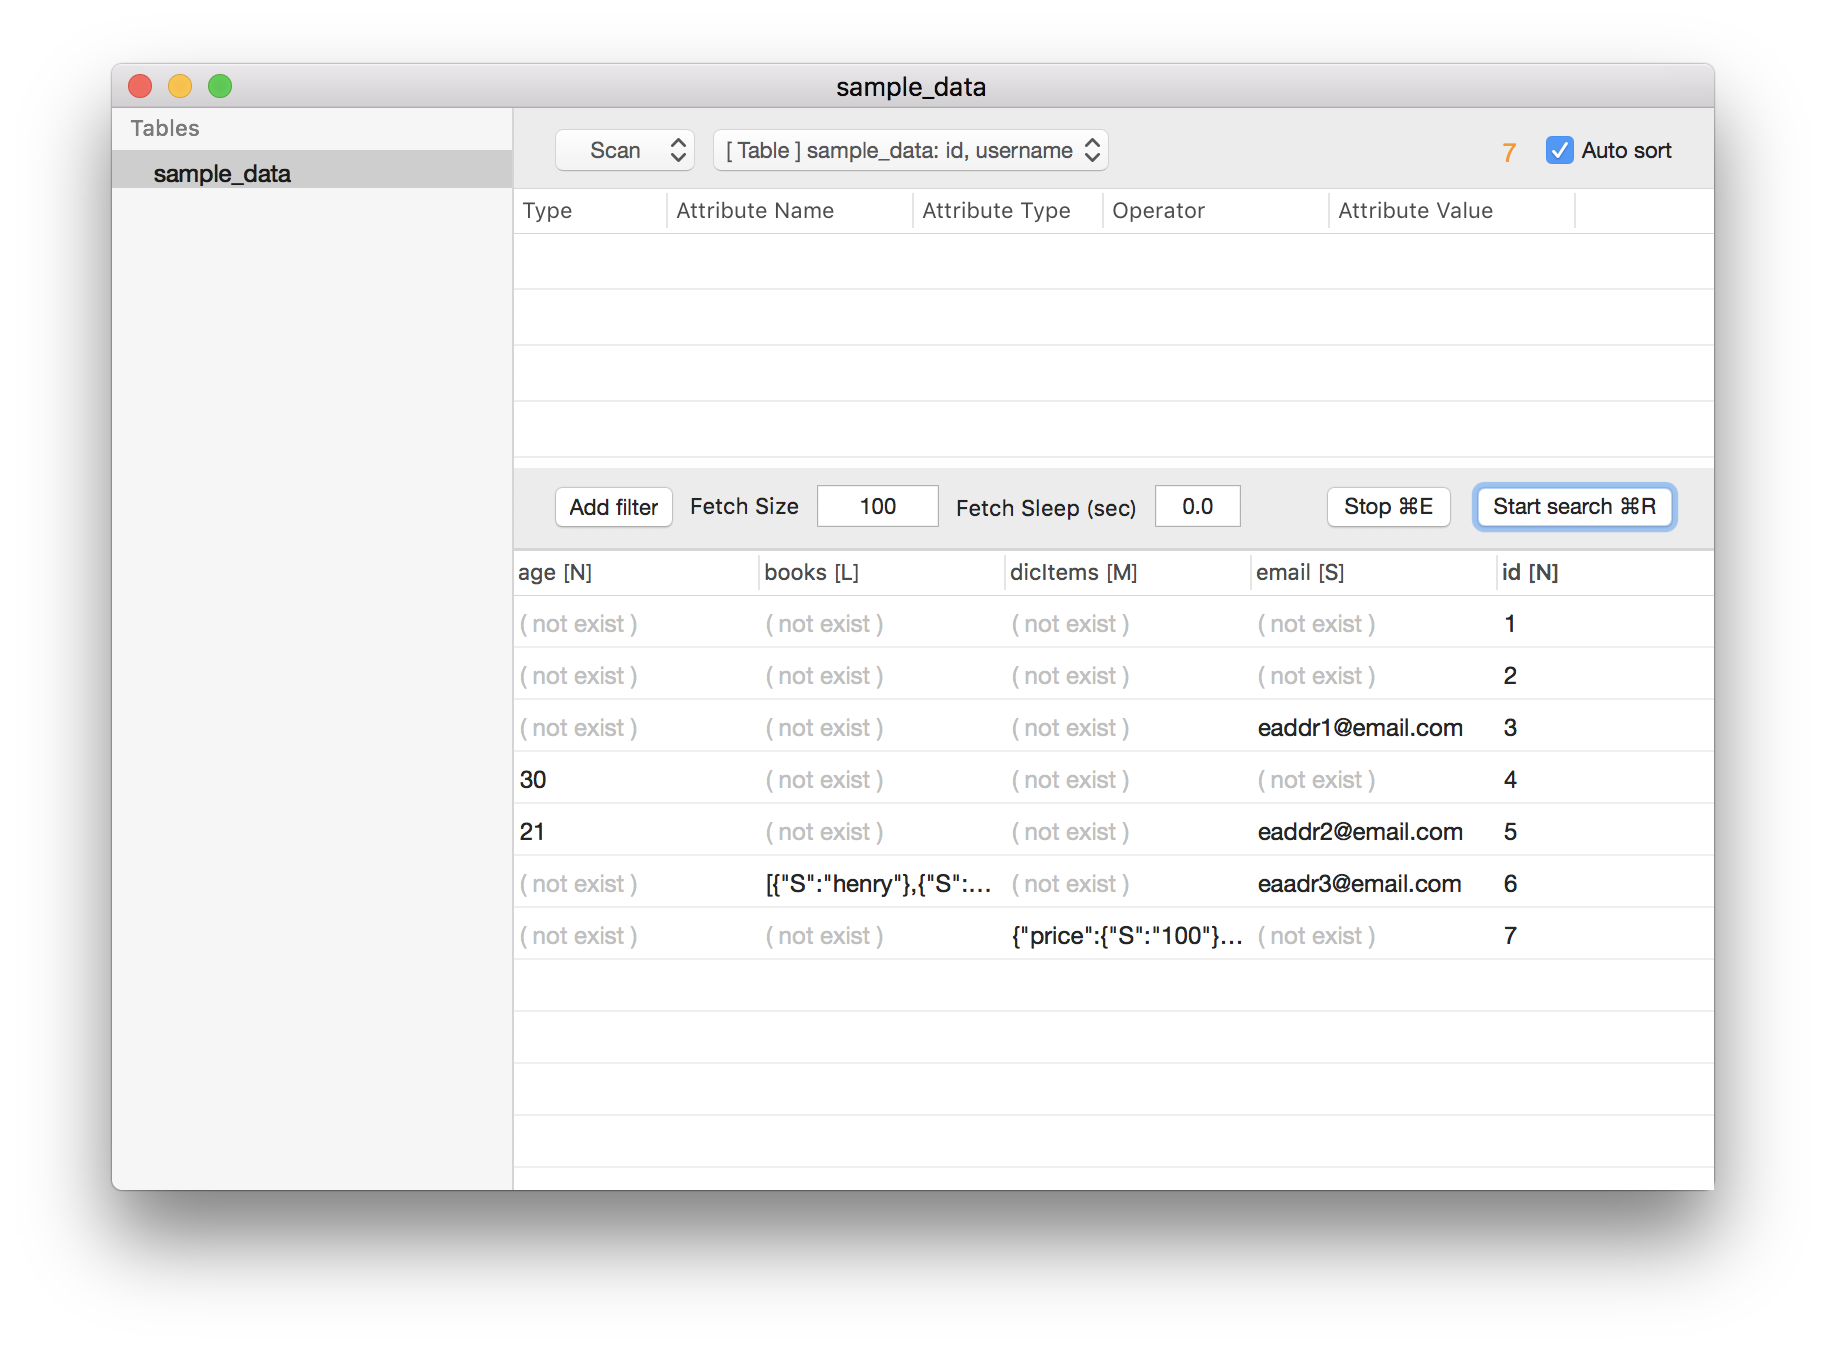 sample_data
Tables
sample_data
Scan [ Table ] sample_data: id, username 7 Auto sort
Type Attribute Name Attribute Type Operator Attribute Value
Add filter Fetch Size 100 Fetch Sleep (sec) 0.0 Stop ⌘E Start search ⌘R
age [N] books [L] dicItems [M] email [S] id [N]
( not exist ) ( not exist ) ( not exist ) ( not exist ) 1
( not exist ) ( not exist ) ( not exist ) ( not exist ) 2
( not exist ) ( not exist ) ( not exist ) eaddr1@email.com 3
30 ( not exist ) ( not exist ) ( not exist ) 4
21 ( not exist ) ( not exist ) eaddr2@email.com 5
( not exist ) [{"S":"henry"},{"S":... ( not exist ) eaadr3@email.com 6
( not exist ) ( not exist ) {"price":{"S":"100"}... ( not exist ) 7